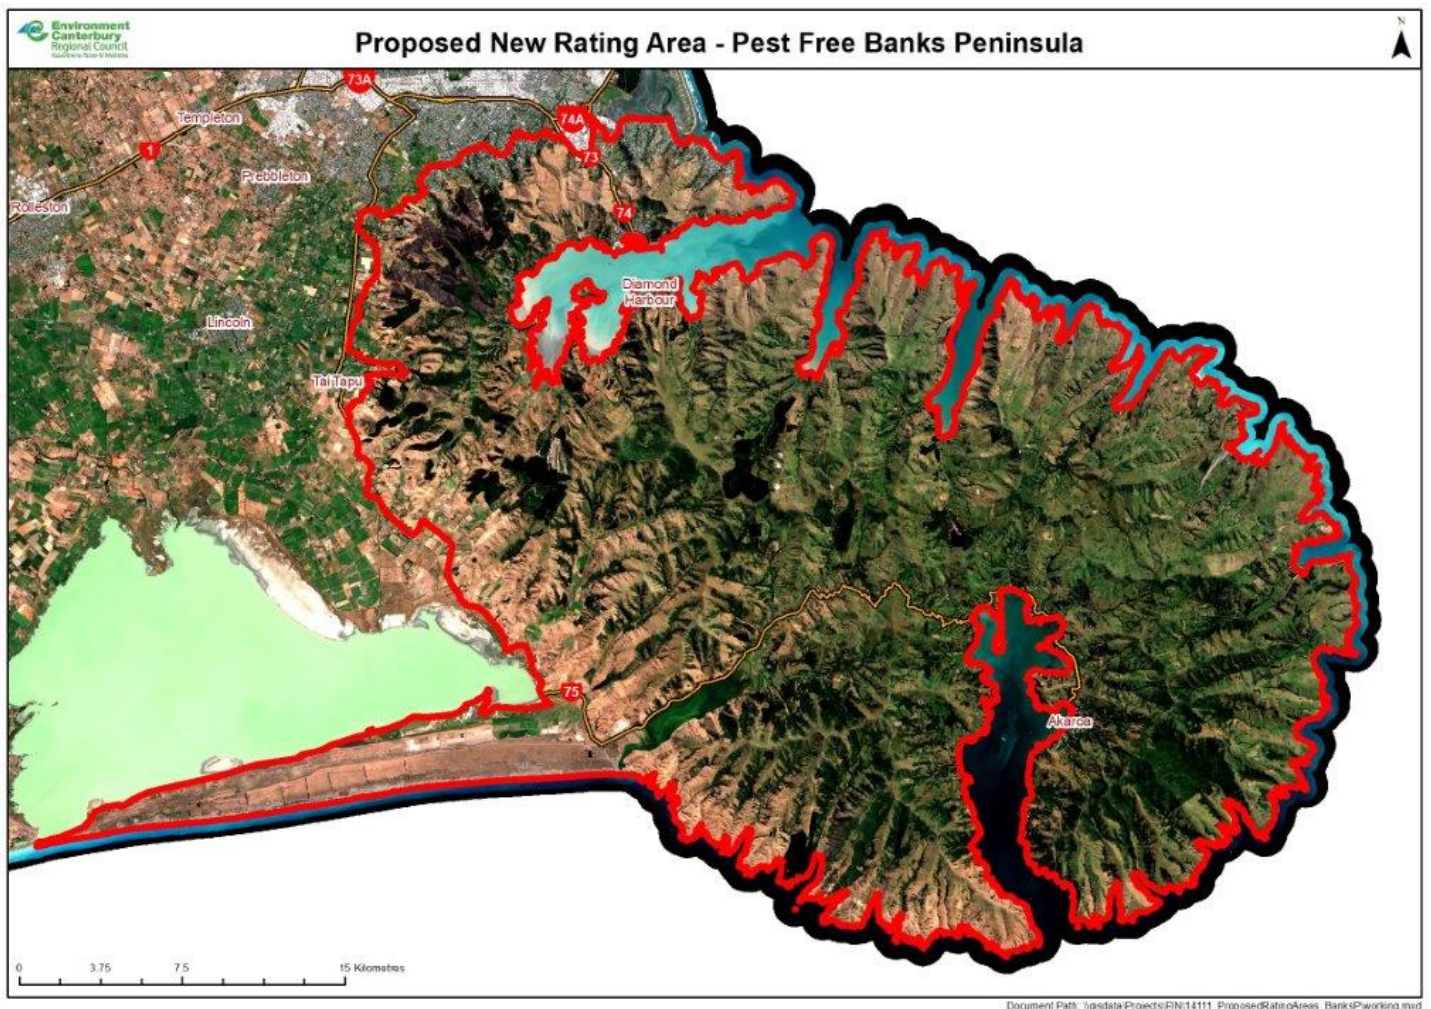 Environment
Canterbury
Regional Council
Proposed New Rating Area - Pest Free Banks Peninsula
N
73A
Templeton
74A
1
73
Prebbleton
Rolleston
74
Diamond
Harbour
Lincoln
Tai Tapu
75
Akaroa
0 3.75 7.5 15 Kilometres